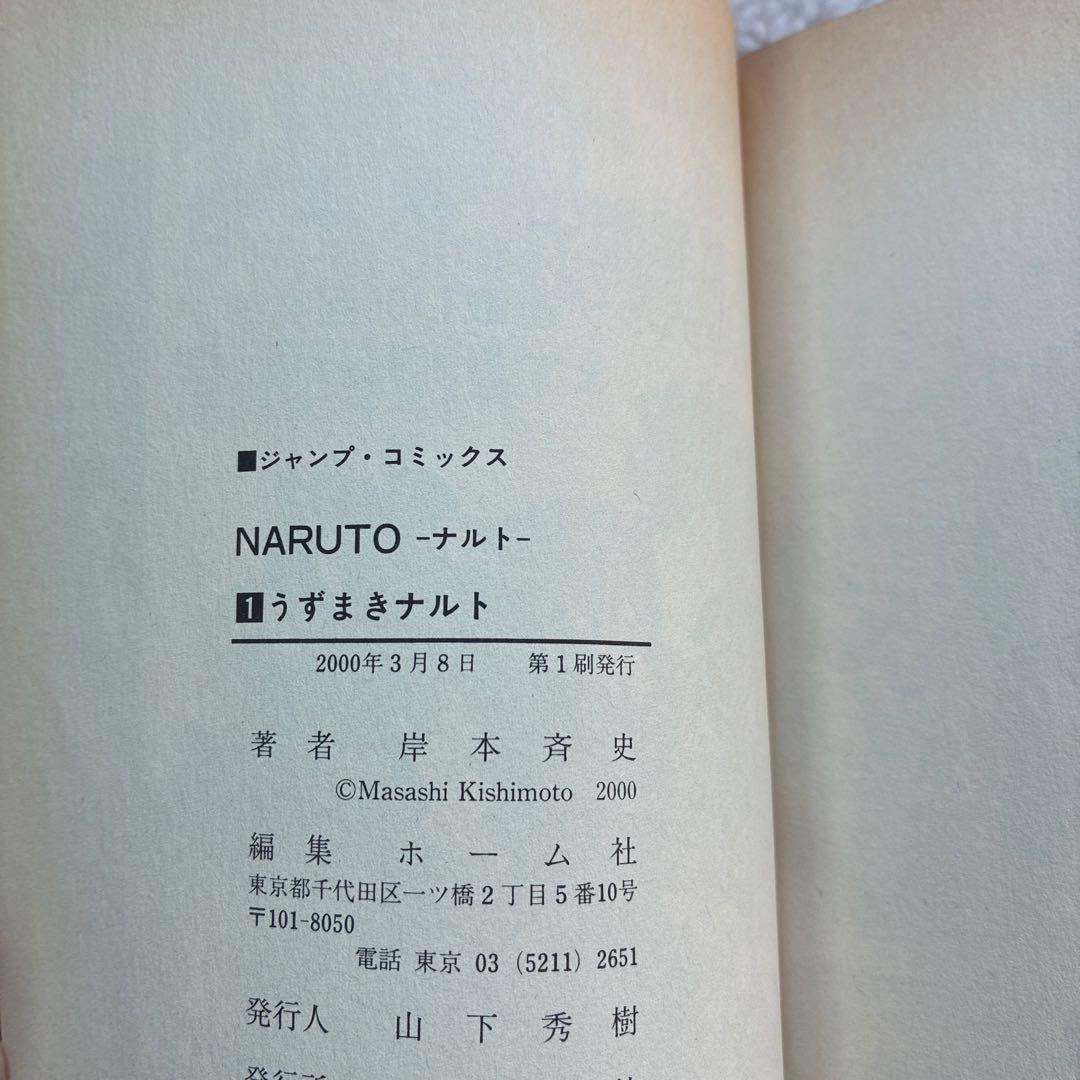 ■ジャンプ・コミックス
NARUTO -ナルト-
1うずまきナルト
2000年3月8日 第1刷発行
著者 岸本斉史
©Masashi Kishimoto 2000
編集 ホーム社
東京都千代田区一ツ橋2丁目5番10号
〒101-8050
電話 東京 03 (5211) 2651
発行人 山下秀樹